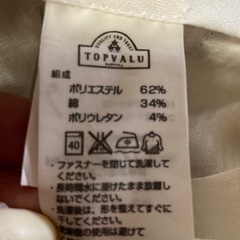 QUALITY AND TRUST
TOPVALU
組成
ポリエステル 62%
綿 34%
ポリウレタン 4%
40
・ファスナーを閉じて洗濯して
ください。
・長時間水に浸けたまま放置し
ないでください。
・洗濯後は、形を整えてすぐに
干してください。